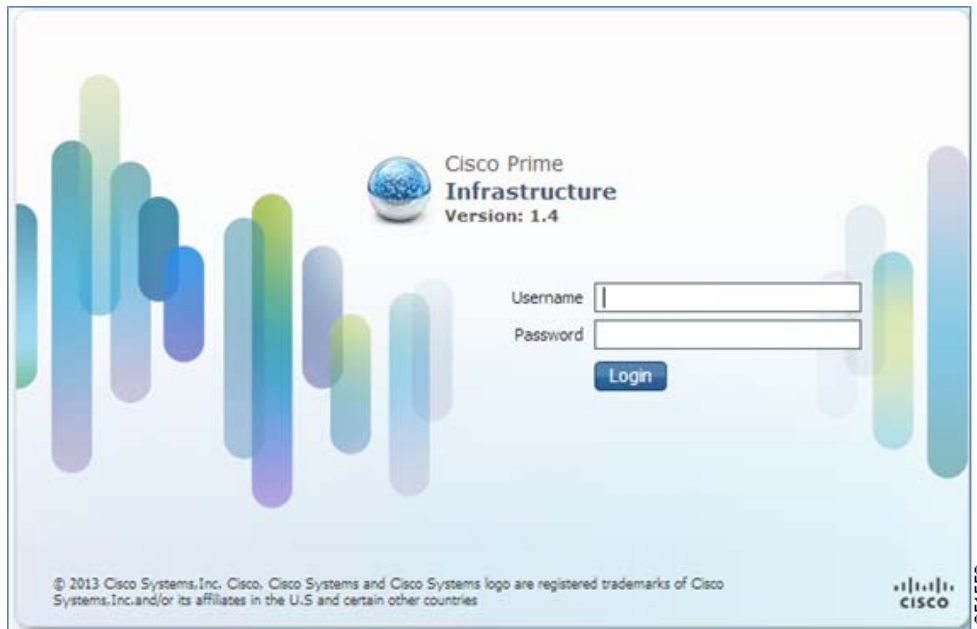 Cisco Prime
Infrastructure
Version: 1.4
Username
Password
Login
© 2013 Cisco Systems,Inc. Cisco, Cisco Systems and Cisco Systems logo are registered trademarks of Cisco
Systems,Inc.and/or its affiliates in the U.S and certain other countries
CISCO